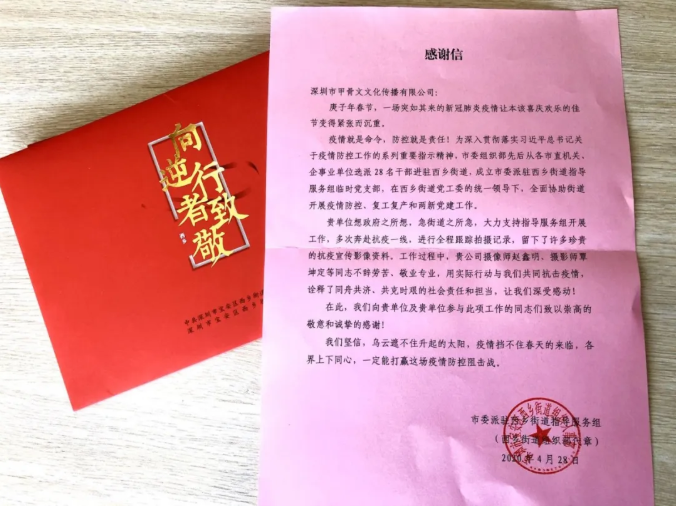 向
逆行
者致
敬
感谢信
深圳市甲骨文文化传播有限公司：
庚子年春节，一场突如其来的新冠肺炎疫情让本该喜庆欢乐的佳
节变得紧张而沉重。
疫情就是命令，防控就是责任！为深入贯彻落实习近平总书记关
于疫情防控工作的系列重要指示精神，市委组织部先后从各市直机关、
企事业单位选派28名干部进驻西乡街道，成立市委派驻西乡街道指导
服务组临时党支部，在西乡街道党工委的统一领导下，全面协助街道
开展疫情防控、复工复产和两新党建工作。
贵单位想政府之所想，急街道之所急，大力支持指导服务组开展
工作，多次奔赴抗疫一线，进行全程跟踪拍摄记录，留下了许多珍贵
的抗疫宣传影像资料。工作过程中，贵公司摄像师赵鑫明、摄影师覃
坤定等同志不辞劳苦、敬业专业，用实际行动与我们共同抗击疫情，
诠释了同舟共济、共克时艰的社会责任和担当，让我们深受感动！
在此，我们向贵单位及贵单位参与此项工作的同志们致以崇高的
敬意和诚挚的感谢！
我们坚信，乌云遮不住升起的太阳，疫情挡不住春天的来临，各
界上下同心，一定能打赢这场疫情防控阻击战。
市委派驻西乡街道指导服务组
（西乡街道组织部代章）
2020年4月28日